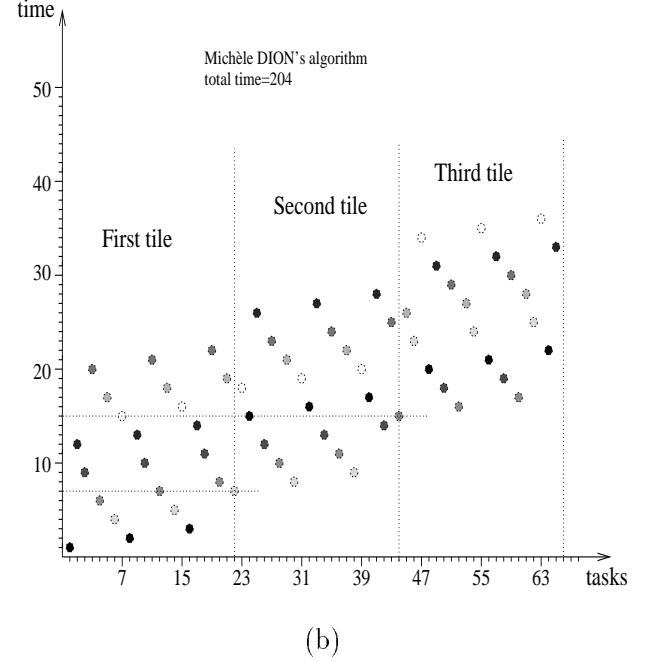 time
Michèle DION's algorithm
total time=204
50
40
30
20
10
First tile
Second tile
Third tile
7 15 23 31 39 47 55 63 tasks
(b)